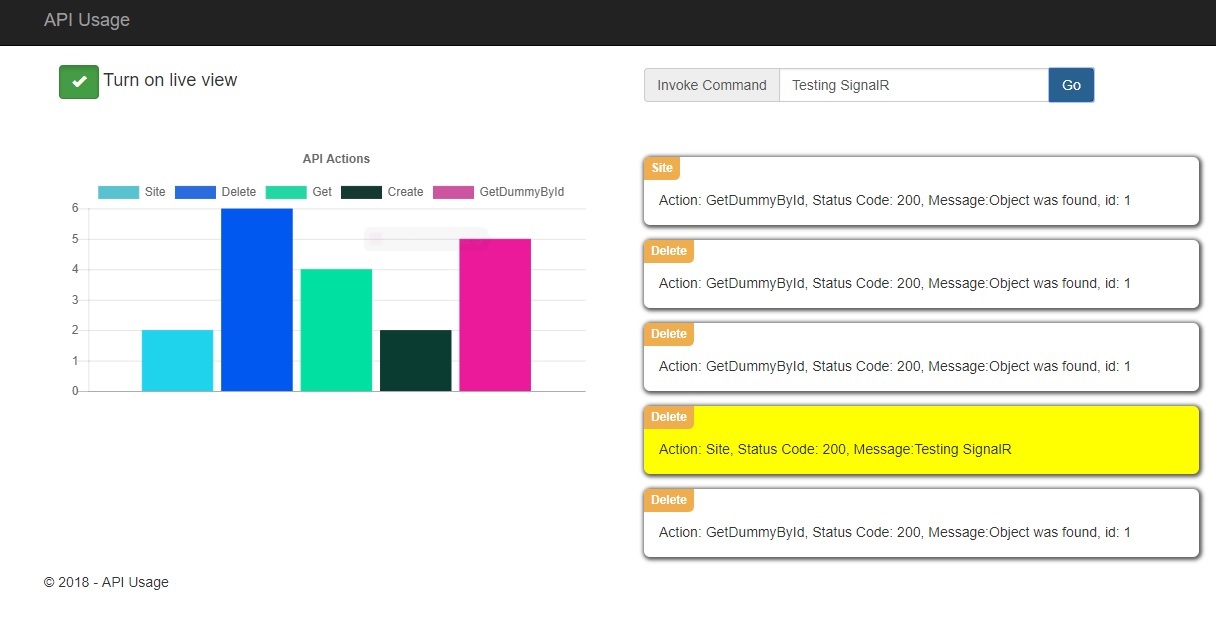 API Usage
Turn on live view
Invoke Command Testing SignalR Go
API Actions
Site Delete Get Create GetDummyById
6
5
4
3
2
1
0
Site
Action: GetDummyById, Status Code: 200, Message:Object was found, id: 1
Delete
Action: GetDummyById, Status Code: 200, Message:Object was found, id: 1
Delete
Action: GetDummyById, Status Code: 200, Message:Object was found, id: 1
Delete
Action: Site, Status Code: 200, Message:Testing SignalR
Delete
Action: GetDummyById, Status Code: 200, Message:Object was found, id: 1
© 2018 - API Usage